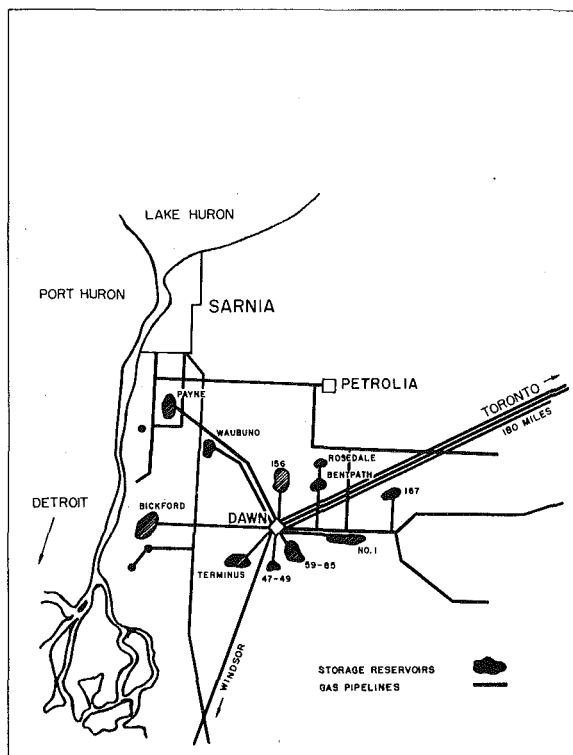 LAKE HURON
PORT HURON
SARNIA
PETROLIA
PAYNE
TORONTO
180 MILES
WAUBUNO
ROSEDALE
156
BENTPATH
167
DETROIT
BICKFORD
DAWN
NO. 1
59-85
TERMINUS
47-49
WINDSOR
STORAGE RESERVOIRS
GAS PIPELINES